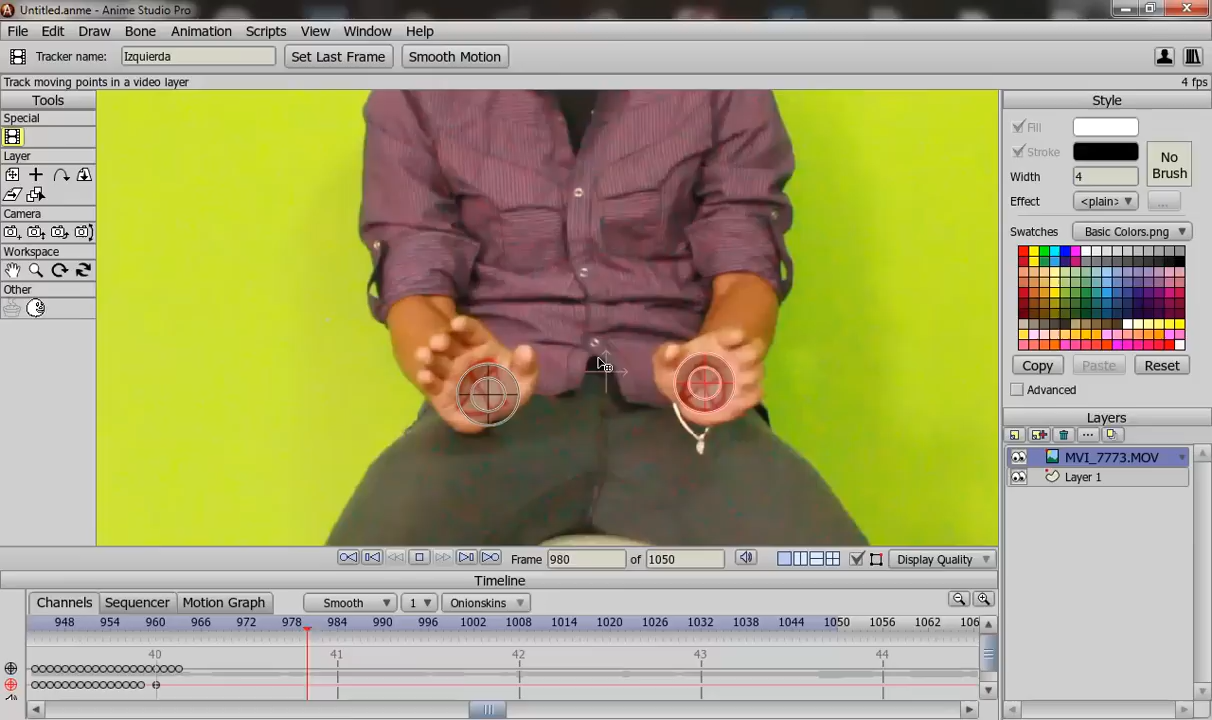 Untitled.anme - Anime Studio Pro
File Edit Draw Bone Animation Scripts View Window Help
Tracker name: Izquierda Set Last Frame Smooth Motion
Track moving points in a video layer 4 fps
Tools
Special
Layer
Camera
Workspace
Other
Style
Fill
Stroke
No Brush
Width 4
Effect <plain> ...
Swatches Basic Colors.png
Copy Paste Reset
Advanced
Layers
MVI_7773.MOV
Layer 1
Frame 980 of 1050 Display Quality
Timeline
Channels Sequencer Motion Graph Smooth 1 Onionskins
948 954 960 966 972 978 984 990 996 1002 1008 1014 1020 1026 1032 1038 1044 1050 1056 1062 106
40 41 42 43 44